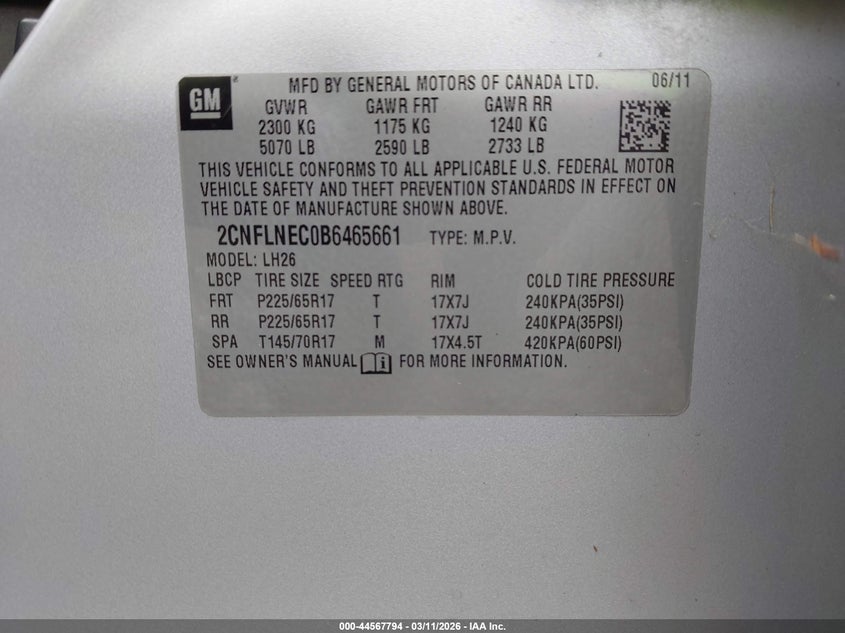 GM
MFD BY GENERAL MOTORS OF CANADA LTD. 06/11
GVWR GAWR FRT GAWR RR
2300 KG 1175 KG 1240 KG
5070 LB 2590 LB 2733 LB
THIS VEHICLE CONFORMS TO ALL APPLICABLE U.S. FEDERAL MOTOR
VEHICLE SAFETY AND THEFT PREVENTION STANDARDS IN EFFECT ON
THE DATE OF MANUFACTURE SHOWN ABOVE.
2CNFLNEC0B6465661 TYPE: M.P.V.
MODEL: LH26
LBCP TIRE SIZE SPEED RTG RIM COLD TIRE PRESSURE
FRT P225/65R17 T 17X7J 240KPA(35PSI)
RR P225/65R17 T 17X7J 240KPA(35PSI)
SPA T145/70R17 M 17X4.5T 420KPA(60PSI)
SEE OWNER'S MANUAL i FOR MORE INFORMATION.
000-44567794 - 03/11/2026 - IAA Inc.